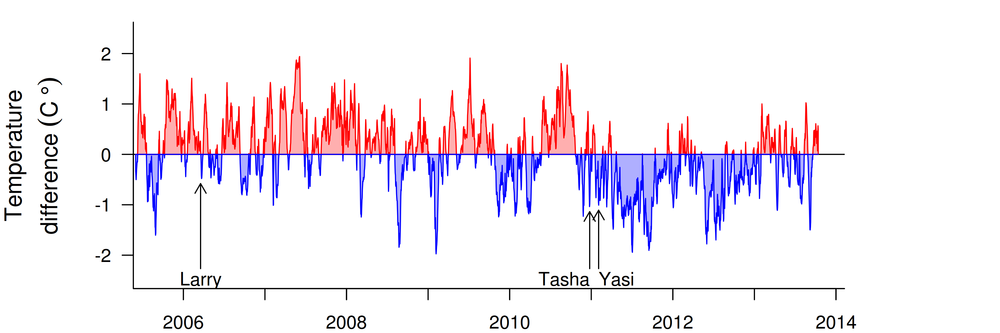 Temperature
difference (C °)
2
1
0
-1
-2
Larry
Tasha
Yasi
2006
2008
2010
2012
2014